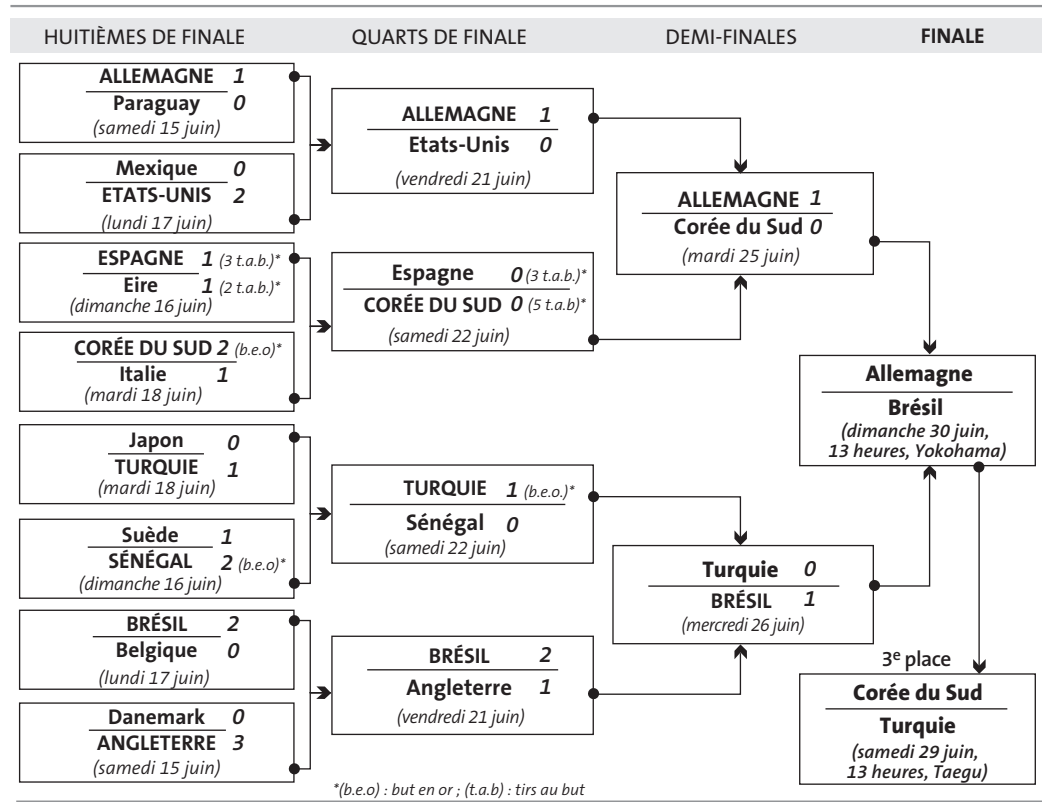 HUITIÈMES DE FINALE
QUARTS DE FINALE
DEMI-FINALES
FINALE
ALLEMAGNE 1
Paraguay 0
(samedi 15 juin)
Mexique 0
ETATS-UNIS 2
(lundi 17 juin)
ESPAGNE 1 (3 t.a.b.)*
Eire 1 (2 t.a.b.)*
(dimanche 16 juin)
CORÉE DU SUD 2 (b.e.o)*
Italie 1
(mardi 18 juin)
Japon 0
TURQUIE 1
(mardi 18 juin)
Suède 1
SÉNÉGAL 2 (b.e.o)*
(dimanche 16 juin)
BRÉSIL 2
Belgique 0
(lundi 17 juin)
Danemark 0
ANGLETERRE 3
(samedi 15 juin)
ALLEMAGNE 1
Etats-Unis 0
(vendredi 21 juin)
Espagne 0 (3 t.a.b.)*
CORÉE DU SUD 0 (5 t.a.b)*
(samedi 22 juin)
TURQUIE 1 (b.e.o.)*
Sénégal 0
(samedi 22 juin)
BRÉSIL 2
Angleterre 1
(vendredi 21 juin)
ALLEMAGNE 1
Corée du Sud 0
(mardi 25 juin)
Turquie 0
BRÉSIL 1
(mercredi 26 juin)
Allemagne
Brésil
(dimanche 30 juin,
13 heures, Yokohama)
3e place
Corée du Sud
Turquie
(samedi 29 juin,
13 heures, Taegu)
*(b.e.o) : but en or ; (t.a.b) : tirs au but